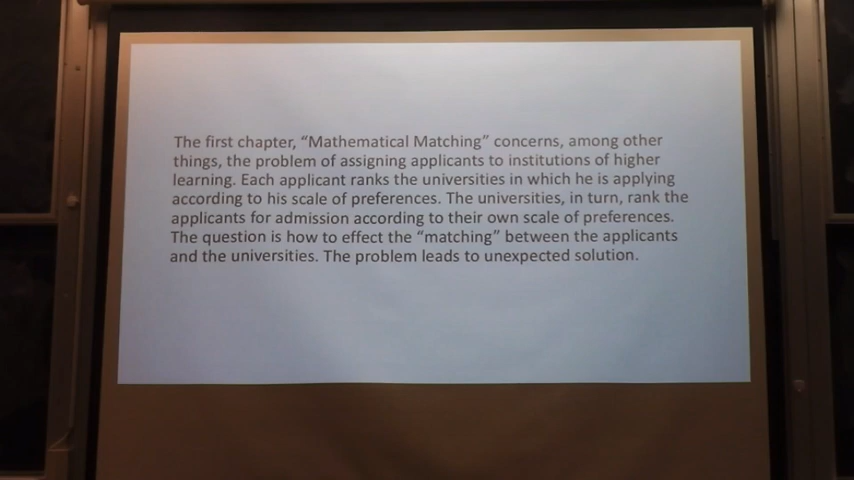 The first chapter, “Mathematical Matching” concerns, among other
things, the problem of assigning applicants to institutions of higher
learning. Each applicant ranks the universities in which he is applying
according to his scale of preferences. The universities, in turn, rank the
applicants for admission according to their own scale of preferences.
The question is how to effect the “matching” between the applicants
and the universities. The problem leads to unexpected solution.